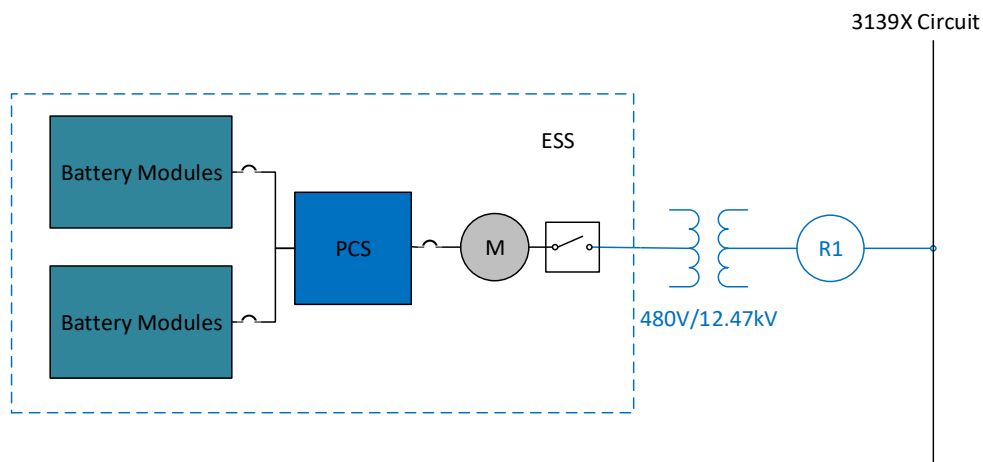 3139X Circuit
ESS
Battery Modules
PCS
M
R1
Battery Modules
480V/12.47kV